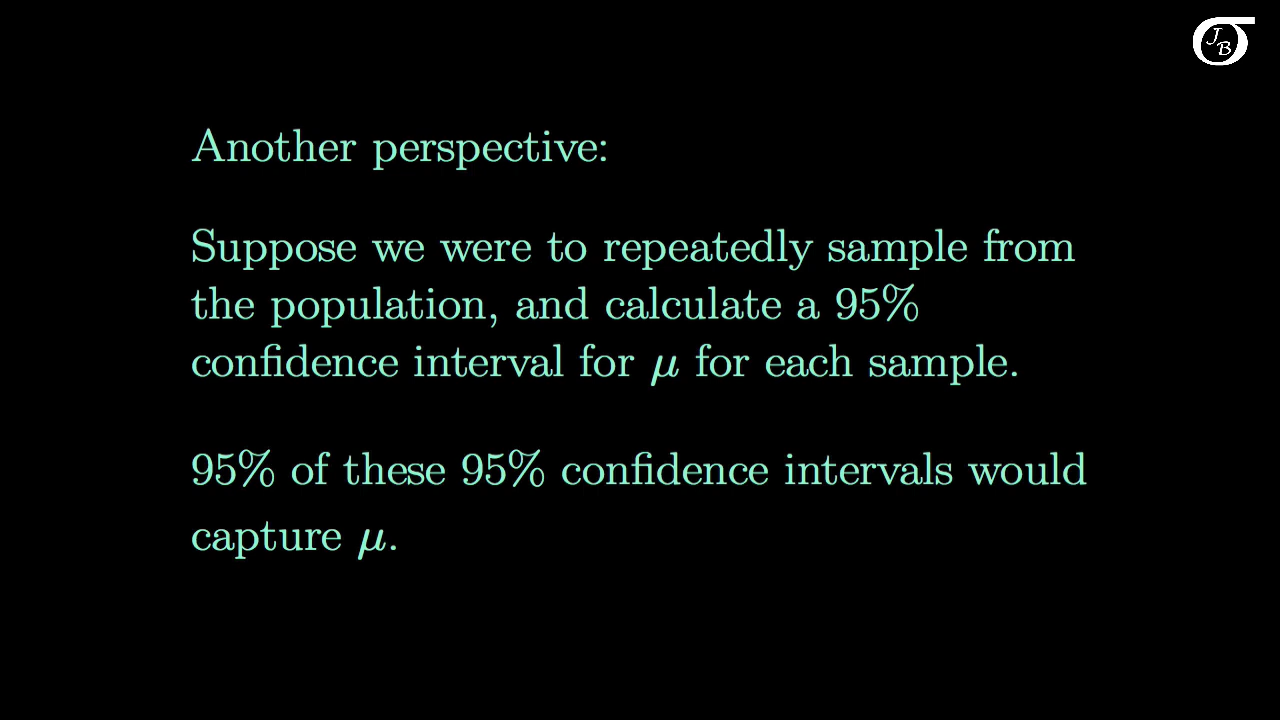 J
B
Another perspective:
Suppose we were to repeatedly sample from
the population, and calculate a 95%
confidence interval for μ for each sample.
95% of these 95% confidence intervals would
capture μ.